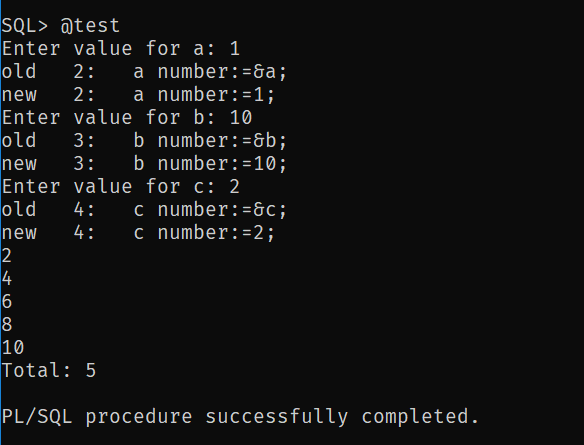 SQL> @test
Enter value for a: 1
old   2:   a number:=&a;
new   2:   a number:=1;
Enter value for b: 10
old   3:   b number:=&b;
new   3:   b number:=10;
Enter value for c: 2
old   4:   c number:=&c;
new   4:   c number:=2;
2
4
6
8
10
Total: 5
PL/SQL procedure successfully completed.